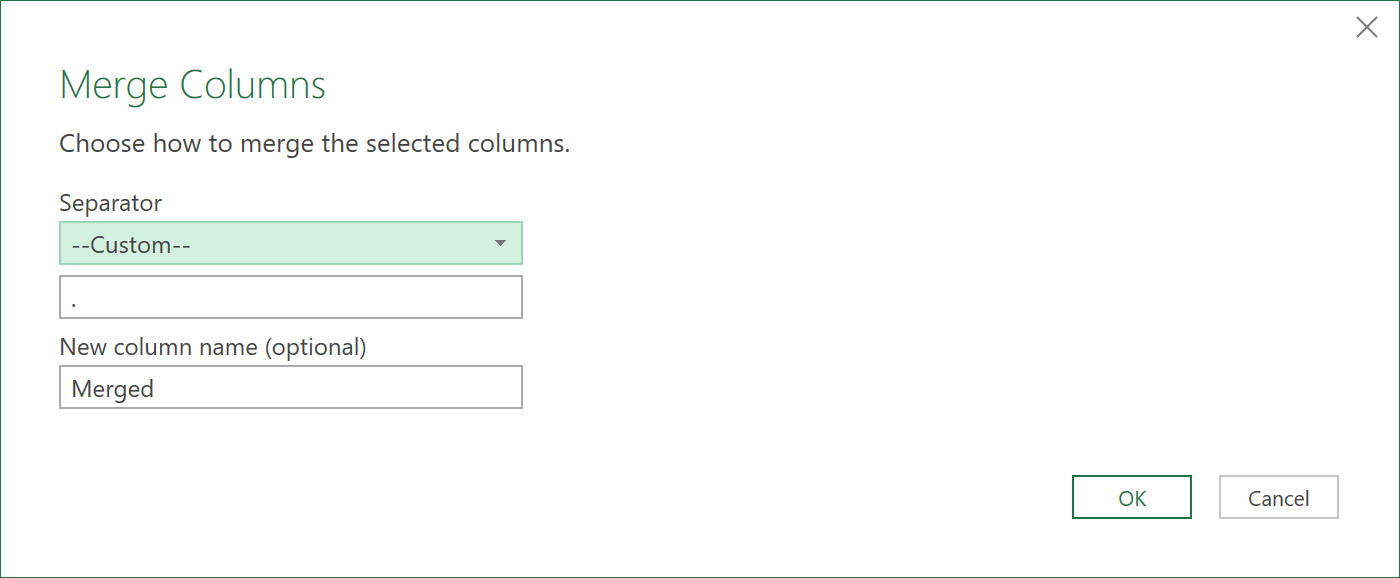 Merge Columns
Choose how to merge the selected columns.
Separator
--Custom--
.
New column name (optional)
Merged
OK
Cancel